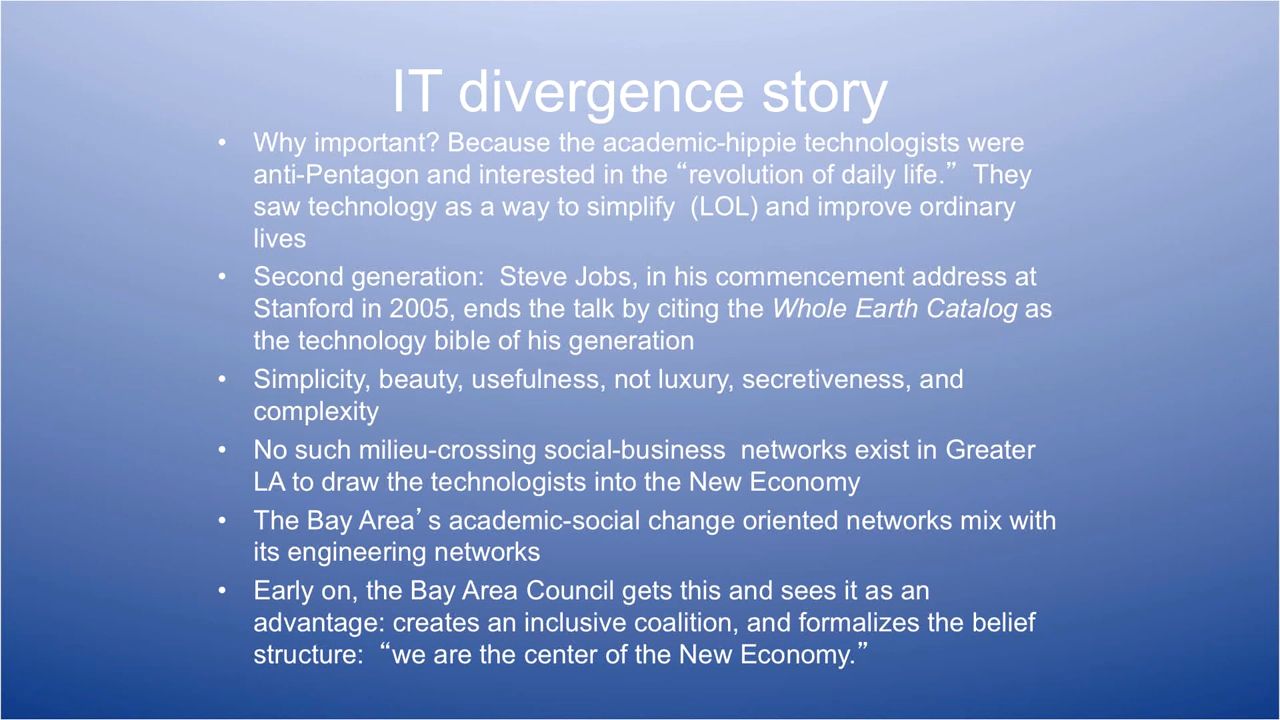 IT divergence story
• Why important? Because the academic-hippie technologists were
anti-Pentagon and interested in the “revolution of daily life.” They
saw technology as a way to simplify (LOL) and improve ordinary
lives
• Second generation: Steve Jobs, in his commencement address at
Stanford in 2005, ends the talk by citing the Whole Earth Catalog as
the technology bible of his generation
• Simplicity, beauty, usefulness, not luxury, secretiveness, and
complexity
• No such milieu-crossing social-business networks exist in Greater
LA to draw the technologists into the New Economy
• The Bay Area’s academic-social change oriented networks mix with
its engineering networks
• Early on, the Bay Area Council gets this and sees it as an
advantage: creates an inclusive coalition, and formalizes the belief
structure: “we are the center of the New Economy.”